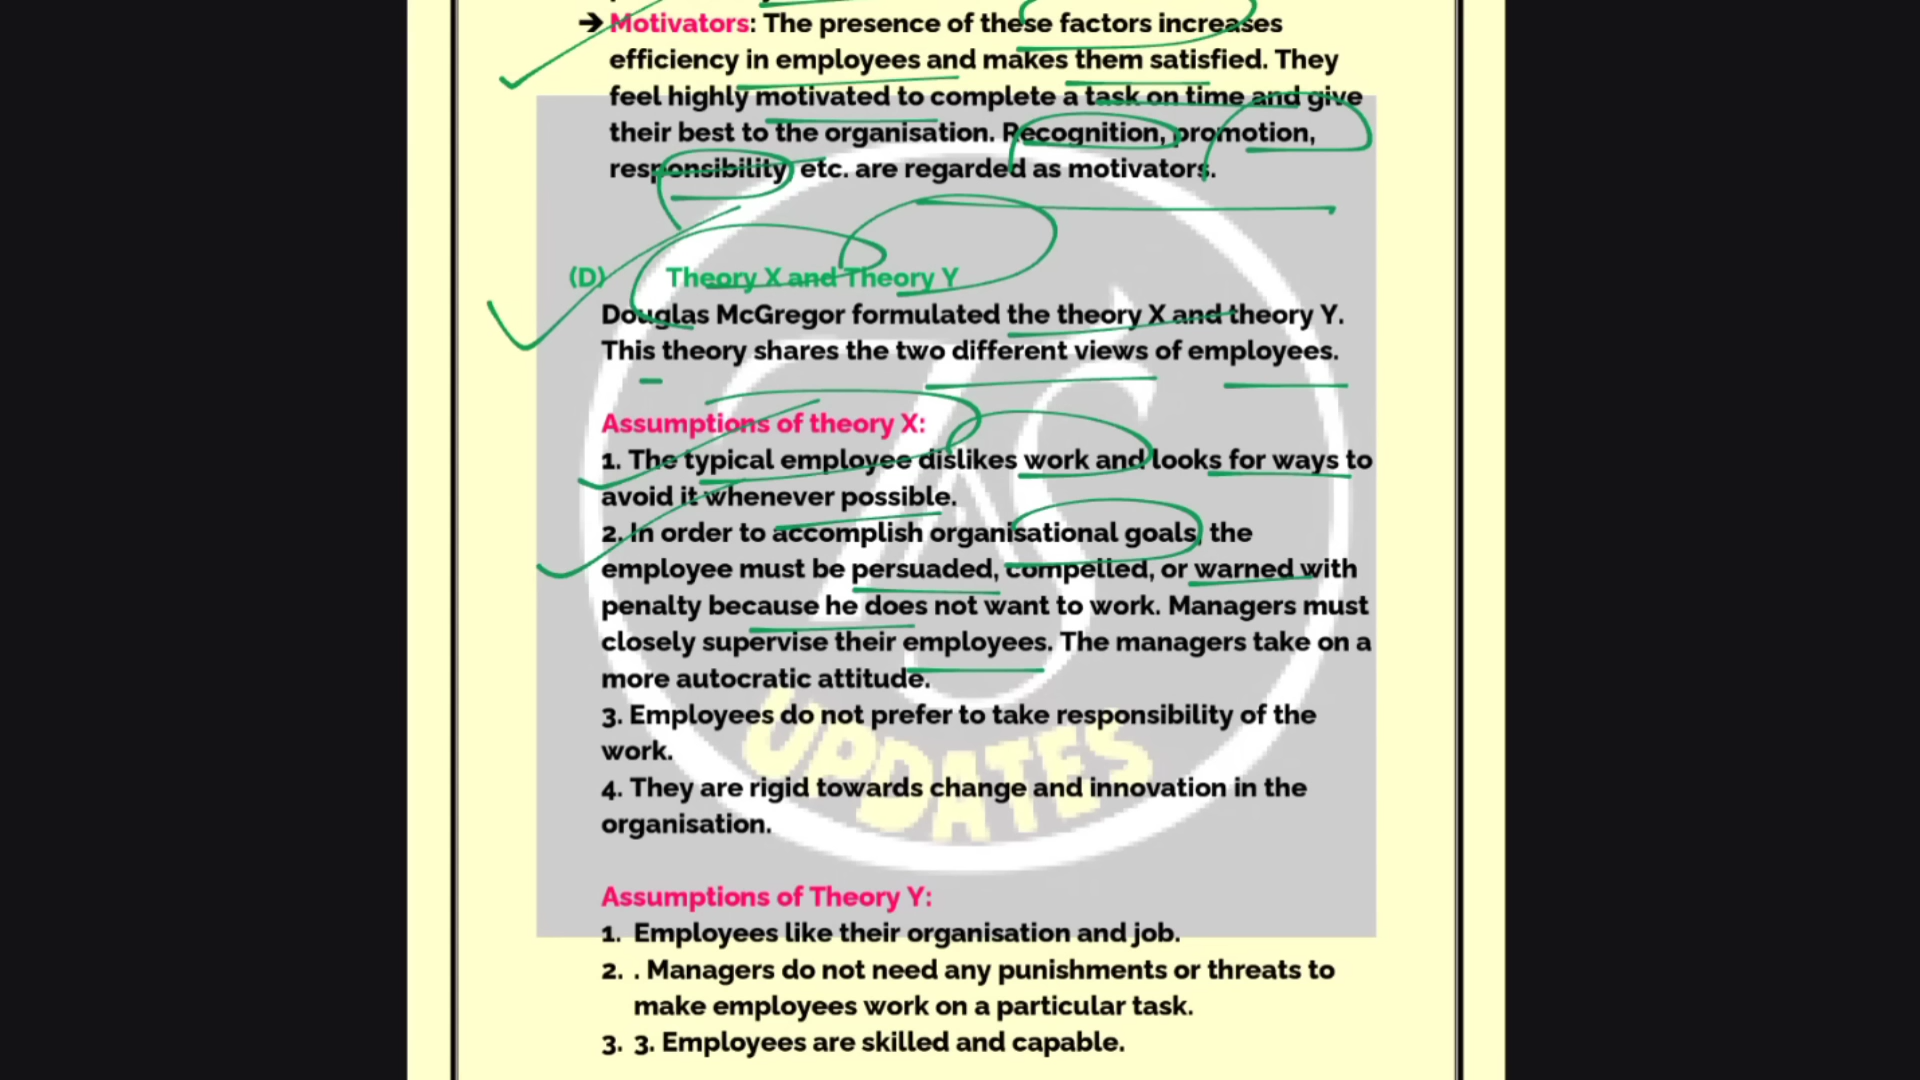 ➔ Motivators: The presence of these factors increases
efficiency in employees and makes them satisfied. They
feel highly motivated to complete a task on time and give
their best to the organisation. Recognition, promotion,
responsibility, etc. are regarded as motivators.
(D) Theory X and Theory Y
Douglas McGregor formulated the theory X and theory Y.
This theory shares the two different views of employees.
Assumptions of theory X:
1. The typical employee dislikes work and looks for ways to
avoid it whenever possible.
2. In order to accomplish organisational goals, the
employee must be persuaded, compelled, or warned with
penalty because he does not want to work. Managers must
closely supervise their employees. The managers take on a
more autocratic attitude.
3. Employees do not prefer to take responsibility of the
work.
4. They are rigid towards change and innovation in the
organisation.
UPDATES
Assumptions of Theory Y:
1. Employees like their organisation and job.
2. . Managers do not need any punishments or threats to
make employees work on a particular task.
3. 3. Employees are skilled and capable.